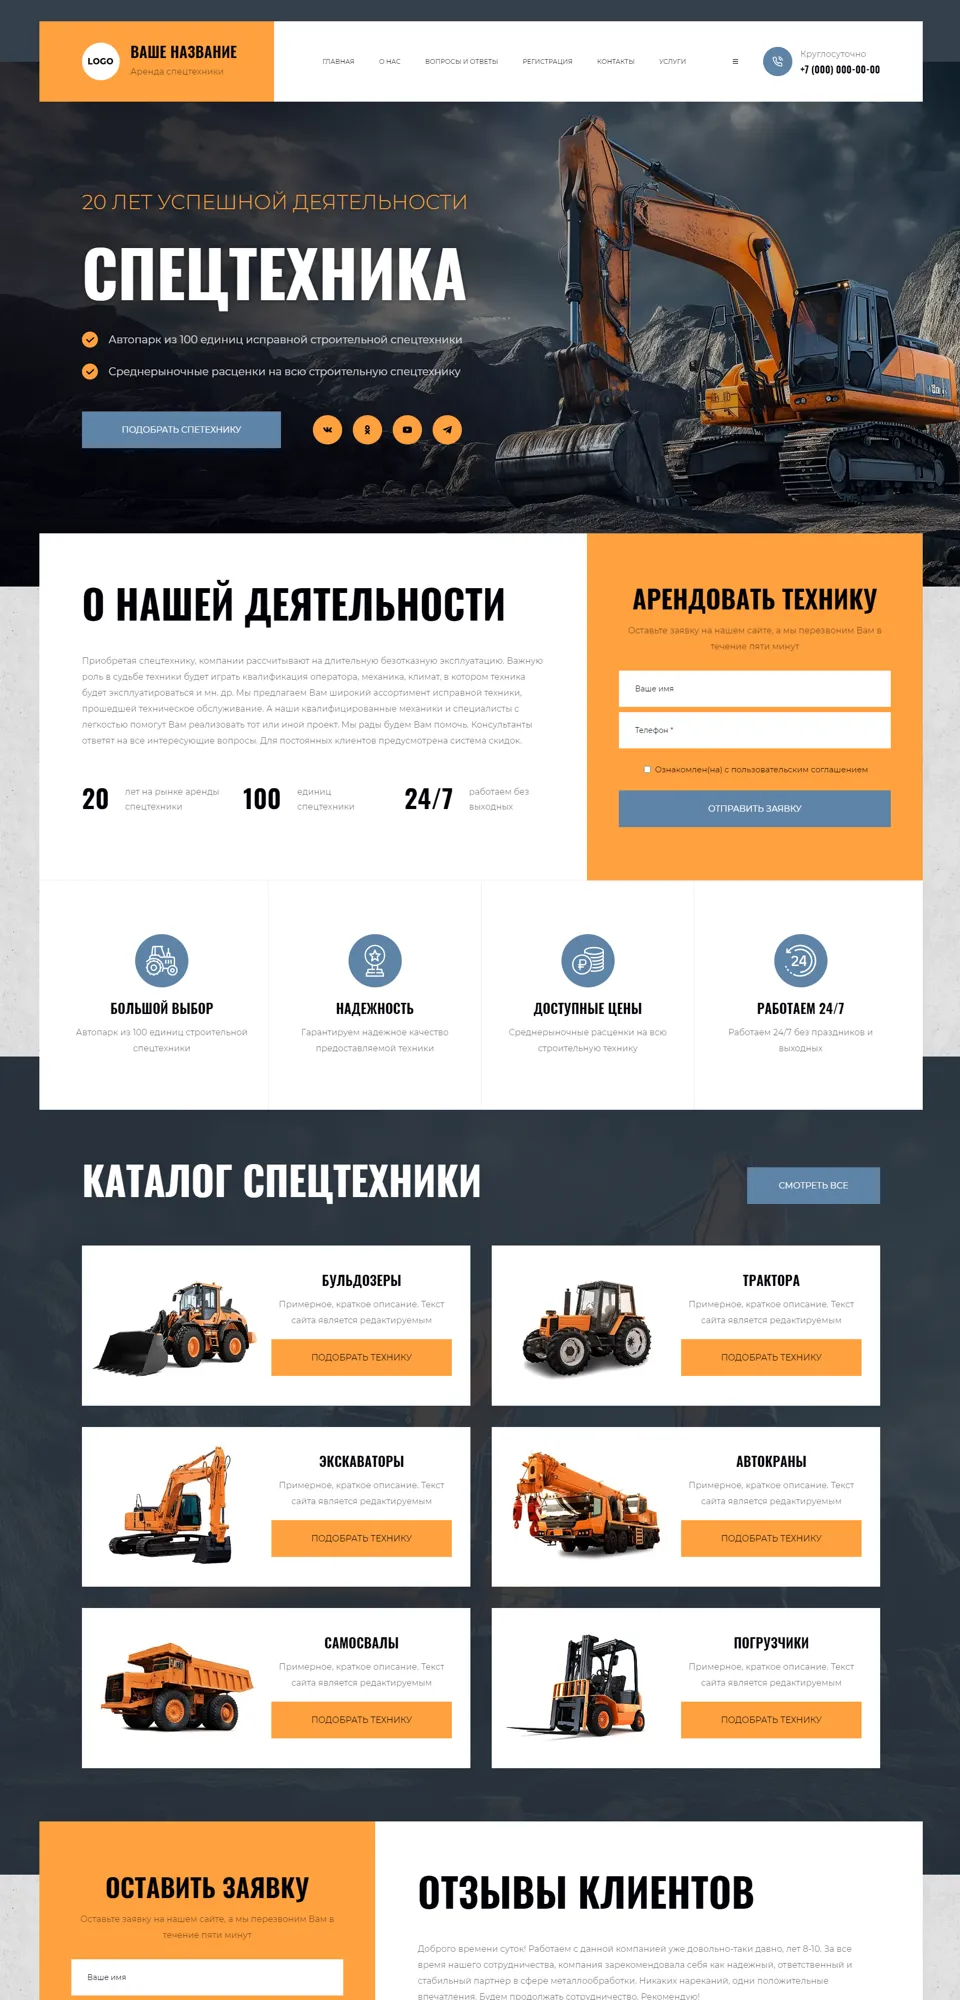 LOGO
ВАШЕ НАЗВАНИЕ
Аренда спецтехники
ГЛАВНАЯ
О НАС
ВОПРОСЫ И ОТВЕТЫ
РЕГИСТРАЦИЯ
КОНТАКТЫ
УСЛУГИ
Круглосуточно
+7 (000) 000-00-00
20 ЛЕТ УСПЕШНОЙ ДЕЯТЕЛЬНОСТИ
СПЕЦТЕХНИКА
Автопарк из 100 единиц исправной строительной спецтехники
Среднерыночные расценки на всю строительную спецтехнику
ПОДОБРАТЬ СПЕТЕХНИКУ
О НАШЕЙ ДЕЯТЕЛЬНОСТИ
Приобретая спецтехнику, компании рассчитывают на длительную безотказную эксплуатацию. Важную
роль в судьбе техники будет играть квалификация оператора, механика, климат, в котором техника
будет эксплуатироваться и мн. др. Мы предлагаем Вам широкий ассортимент исправной техники,
прошедшей техническое обслуживание. А наши квалифицированные механики и специалисты с
легкостью помогут Вам реализовать тот или иной проект. Мы рады будем Вам помочь. Консультанты
ответят на все интересующие вопросы. Для постоянных клиентов предусмотрена система скидок.
20
лет на рынке аренды
спецтехники
100
единиц
спецтехники
24/7
работаем без
выходных
АРЕНДОВАТЬ ТЕХНИКУ
Оставьте заявку на нашем сайте, а мы перезвоним Вам в
течение пяти минут
Ваше имя
Телефон *
Ознакомлен(на) с пользовательским соглашением
ОТПРАВИТЬ ЗАЯВКУ
БОЛЬШОЙ ВЫБОР
Автопарк из 100 единиц строительной
спецтехники
НАДЕЖНОСТЬ
Гарантируем надежное качество
предоставляемой техники
ДОСТУПНЫЕ ЦЕНЫ
Среднерыночные расценки на всю
строительную технику
24
РАБОТАЕМ 24/7
Работаем 24/7 без праздников и
выходных
КАТАЛОГ СПЕЦТЕХНИКИ
СМОТРЕТЬ ВСЕ
БУЛЬДОЗЕРЫ
Примерное, краткое описание. Текст
сайта является редактируемым
ПОДОБРАТЬ ТЕХНИКУ
ТРАКТОРА
Примерное, краткое описание. Текст
сайта является редактируемым
ПОДОБРАТЬ ТЕХНИКУ
ЭКСКАВАТОРЫ
Примерное, краткое описание. Текст
сайта является редактируемым
ПОДОБРАТЬ ТЕХНИКУ
АВТОКРАНЫ
Примерное, краткое описание. Текст
сайта является редактируемым
ПОДОБРАТЬ ТЕХНИКУ
САМОСВАЛЫ
Примерное, краткое описание. Текст
сайта является редактируемым
ПОДОБРАТЬ ТЕХНИКУ
ПОГРУЗЧИКИ
Примерное, краткое описание. Текст
сайта является редактируемым
ПОДОБРАТЬ ТЕХНИКУ
ОСТАВИТЬ ЗАЯВКУ
Оставьте заявку на нашем сайте, а мы перезвоним Вам в
течение пяти минут
Ваше имя
ОТЗЫВЫ КЛИЕНТОВ
Доброго времени суток! Работаем с данной компанией уже довольно-таки давно, лет 8-10. За все
время нашего сотрудничества, компания зарекомендовала себя как надежный, ответственный и
стабильный партнер в сфере металлообработки. Никаких нареканий, одни положительные
впечатления. Будем продолжать сотрудничество. Рекомендую!